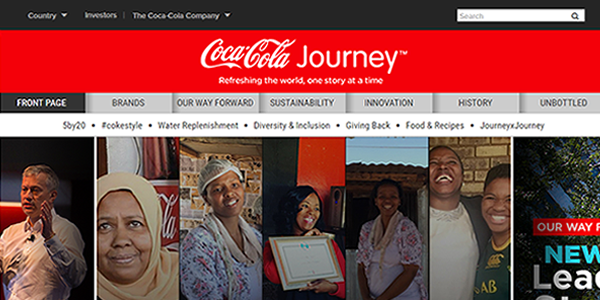 Country Investors | The Coca-Cola Company Search
Coca-Cola Journey™
Refreshing the world, one story at a time
FRONT PAGE BRANDS OUR WAY FORWARD SUSTAINABILITY INNOVATION HISTORY UNBOTTLED
5by20 • #cokestyle • Water Replenishment • Diversity & Inclusion • Giving Back • Food & Recipes • JourneyxJourney
OUR WAY F
NEW
Lead
AB